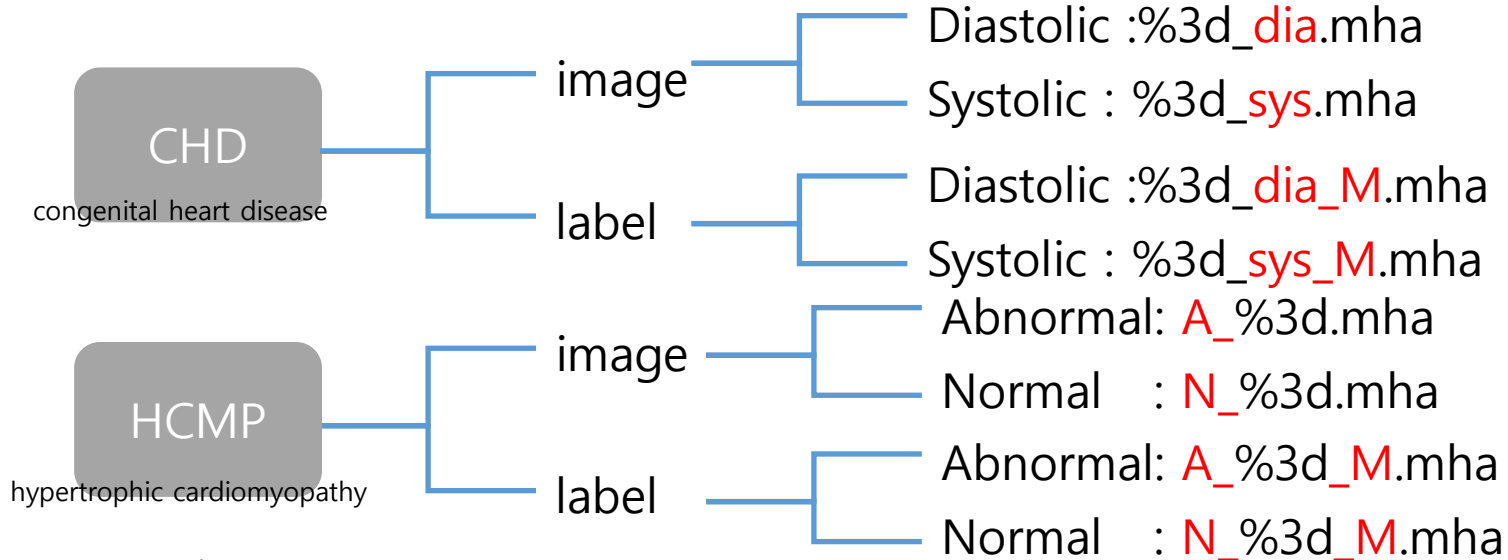 CHD
congenital heart disease
image
Diastolic :%3d_dia.mha
Systolic : %3d_sys.mha
label
Diastolic :%3d_dia_M.mha
Systolic : %3d_sys_M.mha
HCMP
hypertrophic cardiomyopathy
image
Abnormal: A_%3d.mha
Normal : N_%3d.mha
label
Abnormal: A_%3d_M.mha
Normal : N_%3d_M.mha